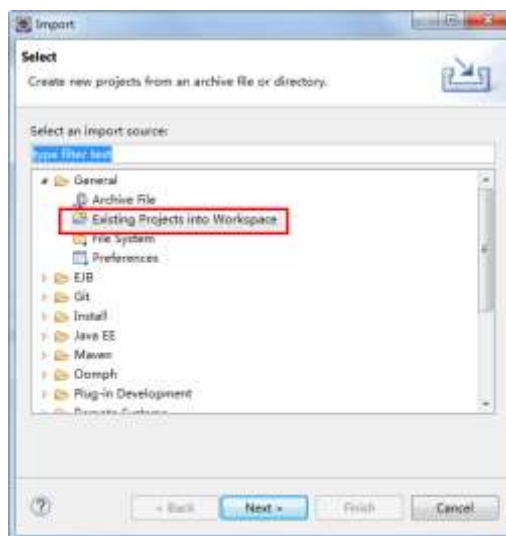 Import
Select
Create new projects from an archive file or directory.
Select an import source:
type filter text
General
Archive File
Existing Projects into Workspace
File System
Preferences
EJB
Git
Install
Java EE
Maven
Oomph
Plug-in Development
Remote Systems
< Back
Next >
Finish
Cancel